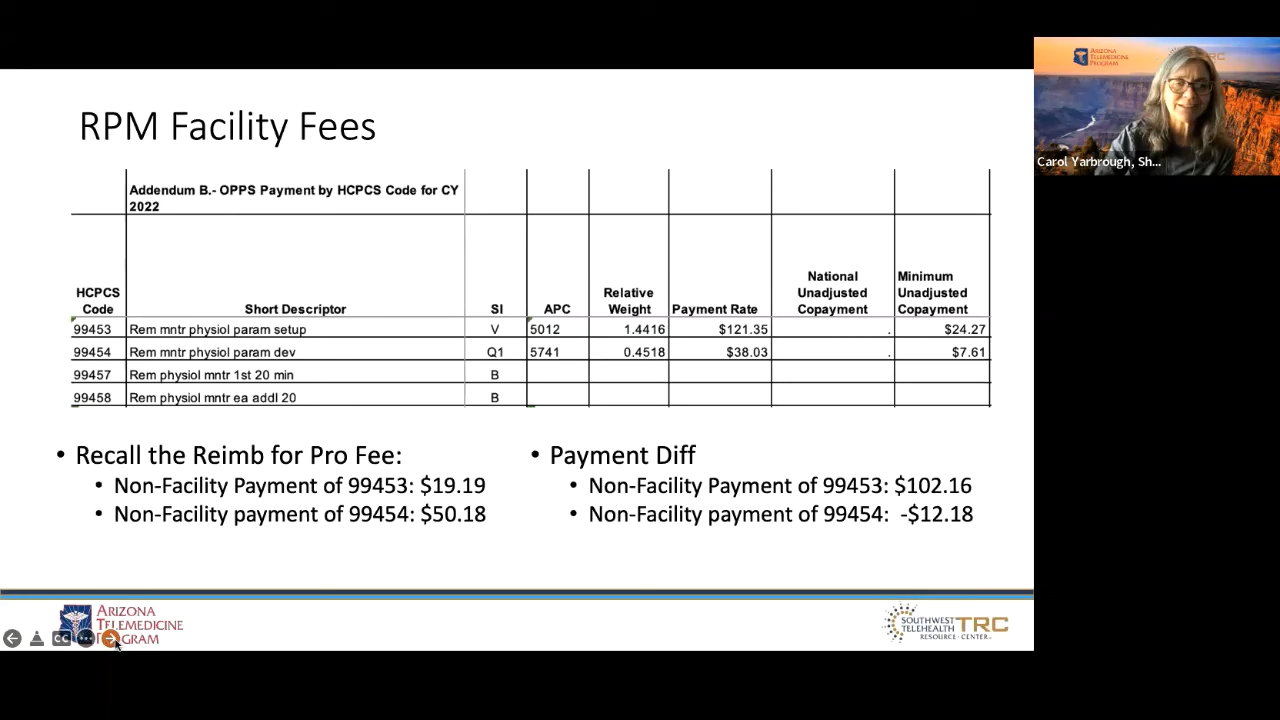 RPM Facility Fees
Addendum B.- OPPS Payment by HCPCS Code for CY
2022
HCPCS
Code
Short Descriptor
SI
APC
Relative
Weight
Payment Rate
National
Unadjusted
Copayment
Minimum
Unadjusted
Copayment
99453 Rem mntr physiol param setup V 5012 1.4416 $121.35 . $24.27
99454 Rem mntr physiol param dev Q1 5741 0.4518 $38.03 . $7.61
99457 Rem physiol mntr 1st 20 min B
99458 Rem physiol mntr ea addl 20 B
• Recall the Reimb for Pro Fee:
• Non-Facility Payment of 99453: $19.19
• Non-Facility payment of 99454: $50.18
• Payment Diff
• Non-Facility Payment of 99453: $102.16
• Non-Facility payment of 99454: -$12.18
ARIZONA
TELEMEDICINE
PROGRAM
CC
SOUTHWEST
TELEHEALTH
RESOURCE · CENTER
TRC
ARIZONA
TELEMEDICINE
PROGRAM
TRC
Carol Yarbrough, Sh...